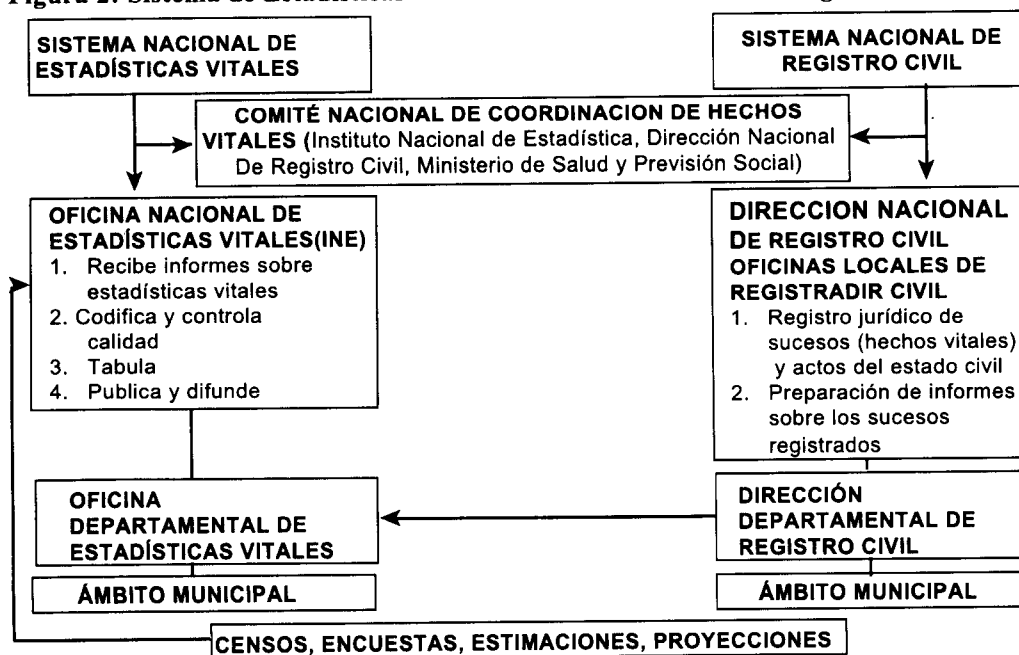 Figura 2. Sistema de Estadísticas
SISTEMA NACIONAL DE
ESTADÍSTICAS VITALES
SISTEMA NACIONAL DE
REGISTRO CIVIL
COMITÉ NACIONAL DE COORDINACION DE HECHOS
VITALES (Instituto Nacional de Estadística, Dirección Nacional
De Registro Civil, Ministerio de Salud y Previsión Social)
OFICINA NACIONAL DE
ESTADÍSTICAS VITALES(INE)
1. Recibe informes sobre
estadísticas vitales
2. Codifica y controla
calidad
3. Tabula
4. Publica y difunde
DIRECCION NACIONAL
DE REGISTRO CIVIL
OFICINAS LOCALES DE
REGISTRADIR CIVIL
1. Registro jurídico de
sucesos (hechos vitales)
y actos del estado civil
2. Preparación de informes
sobre los sucesos
registrados
OFICINA
DEPARTAMENTAL DE
ESTADÍSTICAS VITALES
DIRECCIÓN
DEPARTAMENTAL DE
REGISTRO CIVIL
ÁMBITO MUNICIPAL
ÁMBITO MUNICIPAL
CENSOS, ENCUESTAS, ESTIMACIONES, PROYECCIONES